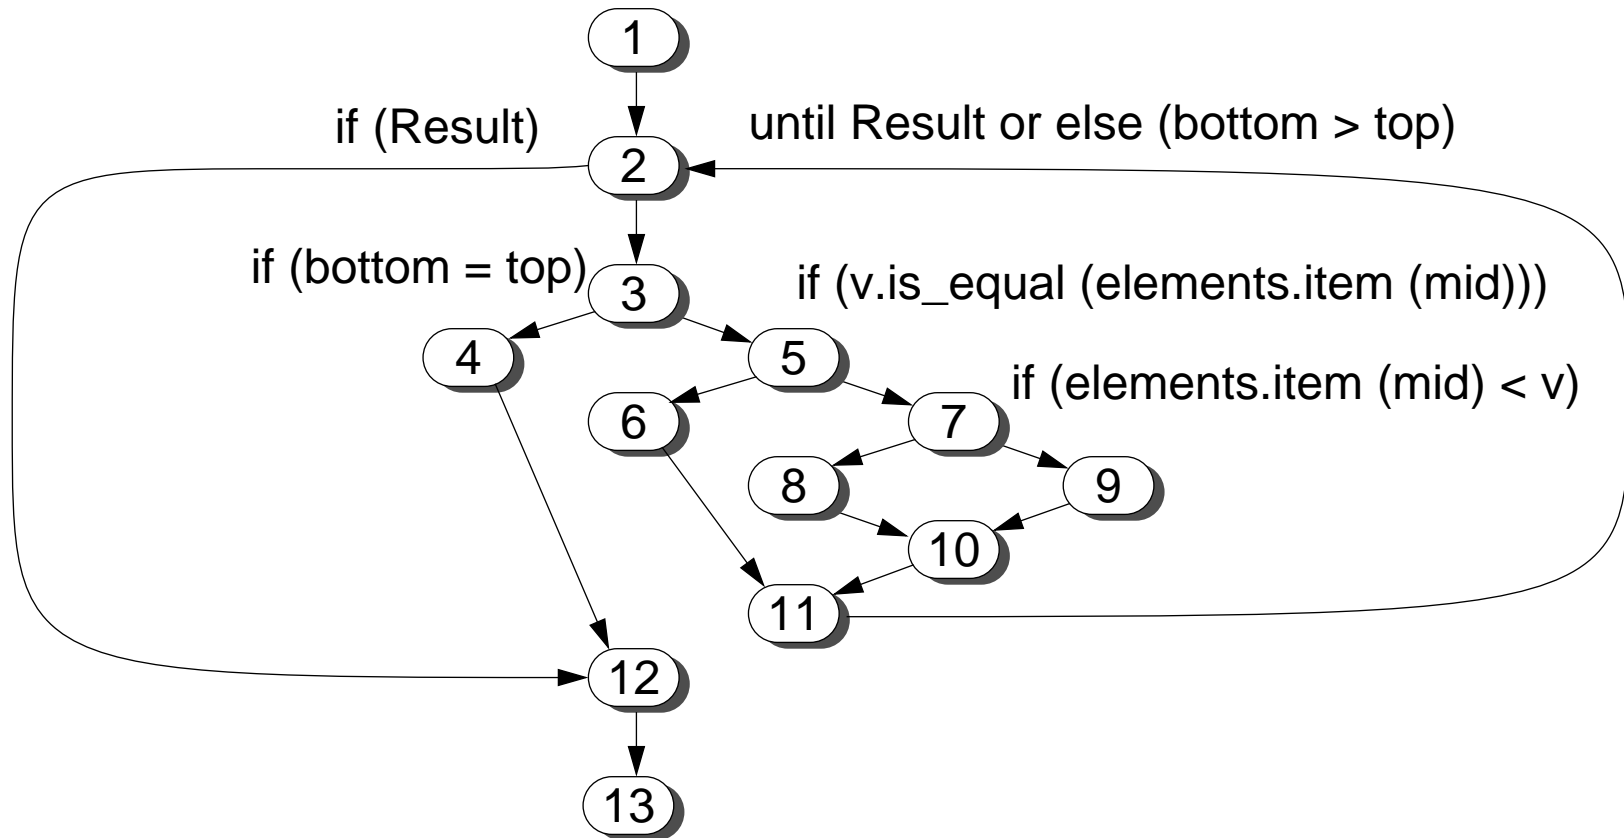 1
if (Result)
until Result or else (bottom > top)
2
if (bottom = top)
3
if (v.is_equal (elements.item (mid)))
4
5
if (elements.item (mid) < v)
6
7
8
9
10
11
12
13